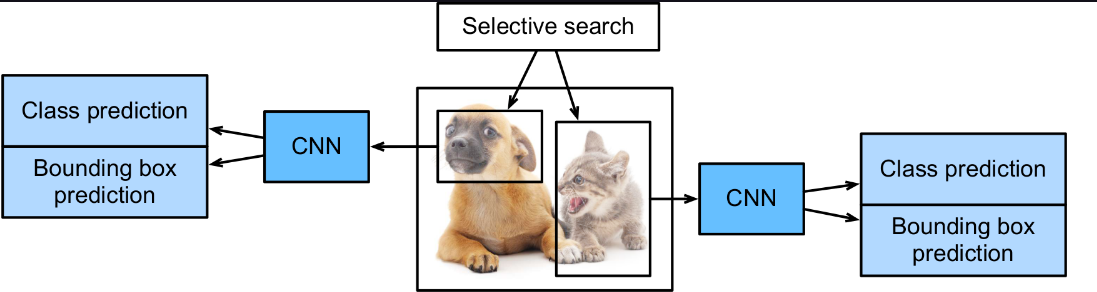 Selective search
Class prediction
Bounding box
prediction
CNN
CNN
Class prediction
Bounding box
prediction